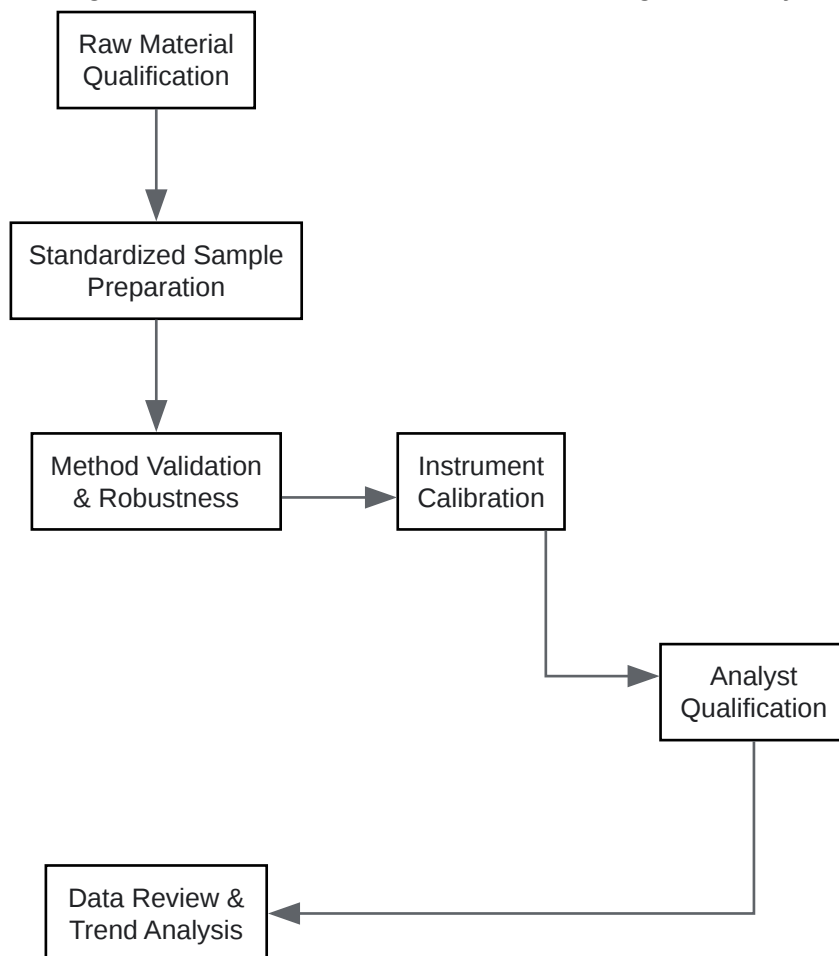 Raw Material
Qualification
Standardized Sample
Preparation
Method Validation
& Robustness
Instrument
Calibration
Analyst
Qualification
Data Review &
Trend Analysis